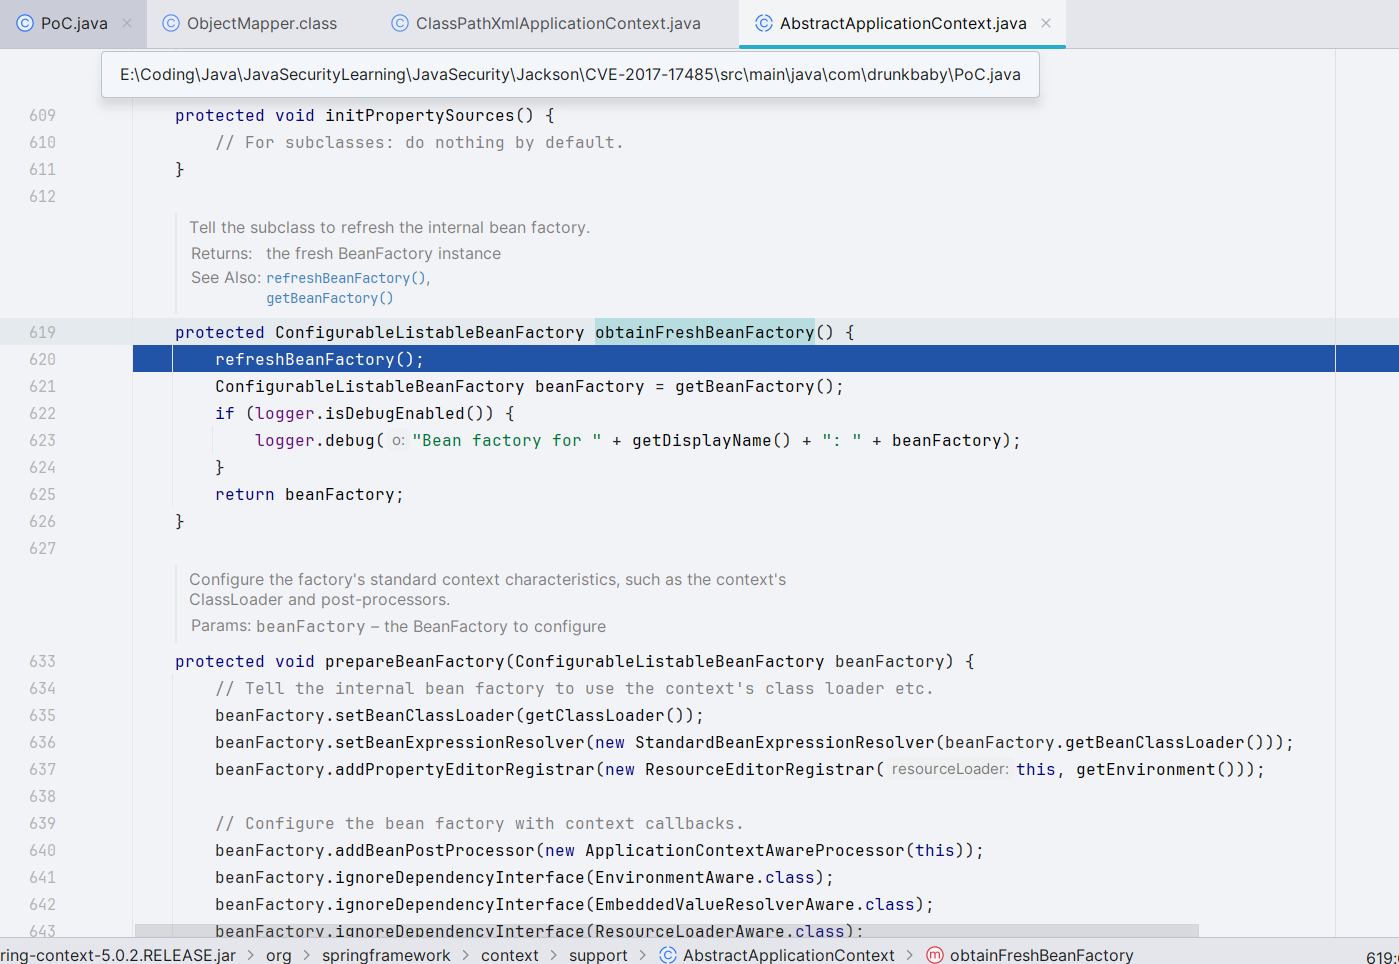 PoC.java ObjectMapper.class ClassPathXmlApplicationContext.java AbstractApplicationContext.java
E:\Coding\Java\JavaSecurityLearning\JavaSecurity\Jackson\CVE-2017-17485\src\main\java\com\drunkbaby\PoC.java
609 protected void initPropertySources() {
610 // For subclasses: do nothing by default.
611 }
612
Tell the subclass to refresh the internal bean factory.
Returns: the fresh BeanFactory instance
See Also: refreshBeanFactory(),
getBeanFactory()
619 protected ConfigurableListableBeanFactory obtainFreshBeanFactory() {
620 refreshBeanFactory();
621 ConfigurableListableBeanFactory beanFactory = getBeanFactory();
622 if (logger.isDebugEnabled()) {
623 logger.debug( o: "Bean factory for " + getDisplayName() + ": " + beanFactory);
624 }
625 return beanFactory;
626 }
627
Configure the factory's standard context characteristics, such as the context's
ClassLoader and post-processors.
Params: beanFactory – the BeanFactory to configure
633 protected void prepareBeanFactory(ConfigurableListableBeanFactory beanFactory) {
634 // Tell the internal bean factory to use the context's class loader etc.
635 beanFactory.setBeanClassLoader(getClassLoader());
636 beanFactory.setBeanExpressionResolver(new StandardBeanExpressionResolver(beanFactory.getBeanClassLoader()));
637 beanFactory.addPropertyEditorRegistrar(new ResourceEditorRegistrar( resourceLoader: this, getEnvironment()));
638
639 // Configure the bean factory with context callbacks.
640 beanFactory.addBeanPostProcessor(new ApplicationContextAwareProcessor(this));
641 beanFactory.ignoreDependencyInterface(EnvironmentAware.class);
642 beanFactory.ignoreDependencyInterface(EmbeddedValueResolverAware.class);
643 beanFactory.ignoreDependencyInterface(ResourceLoaderAware.class);
ring-context-5.0.2.RELEASE.jar > org > springframework > context > support > AbstractApplicationContext > obtainFreshBeanFactory 619: